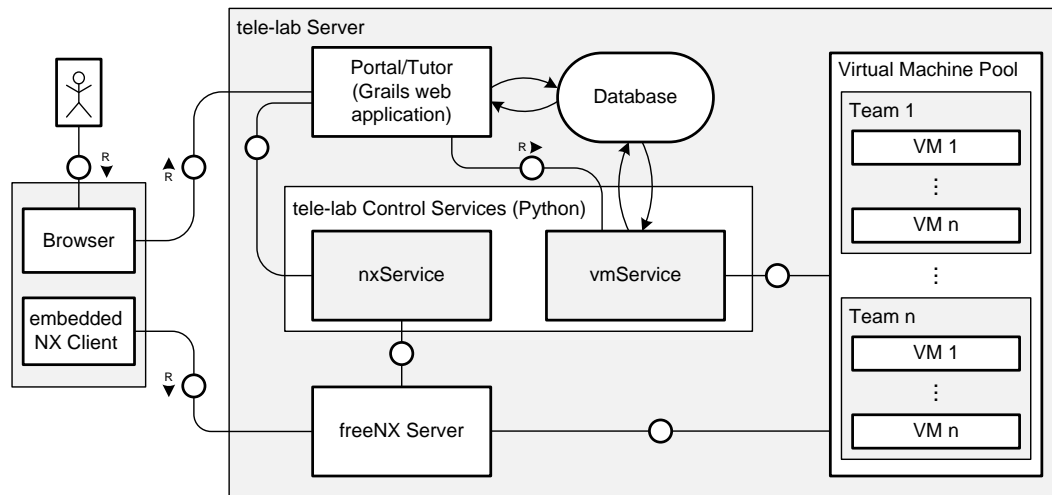 tele-lab Server
Portal/Tutor
(Grails web
application)
Database
Virtual Machine Pool
Team 1
VM 1
⋮
VM n
⋮
Team n
VM 1
⋮
VM n
R
R
R
tele-lab Control Services (Python)
nxService
vmService
Browser
embedded
NX Client
R
freeNX Server